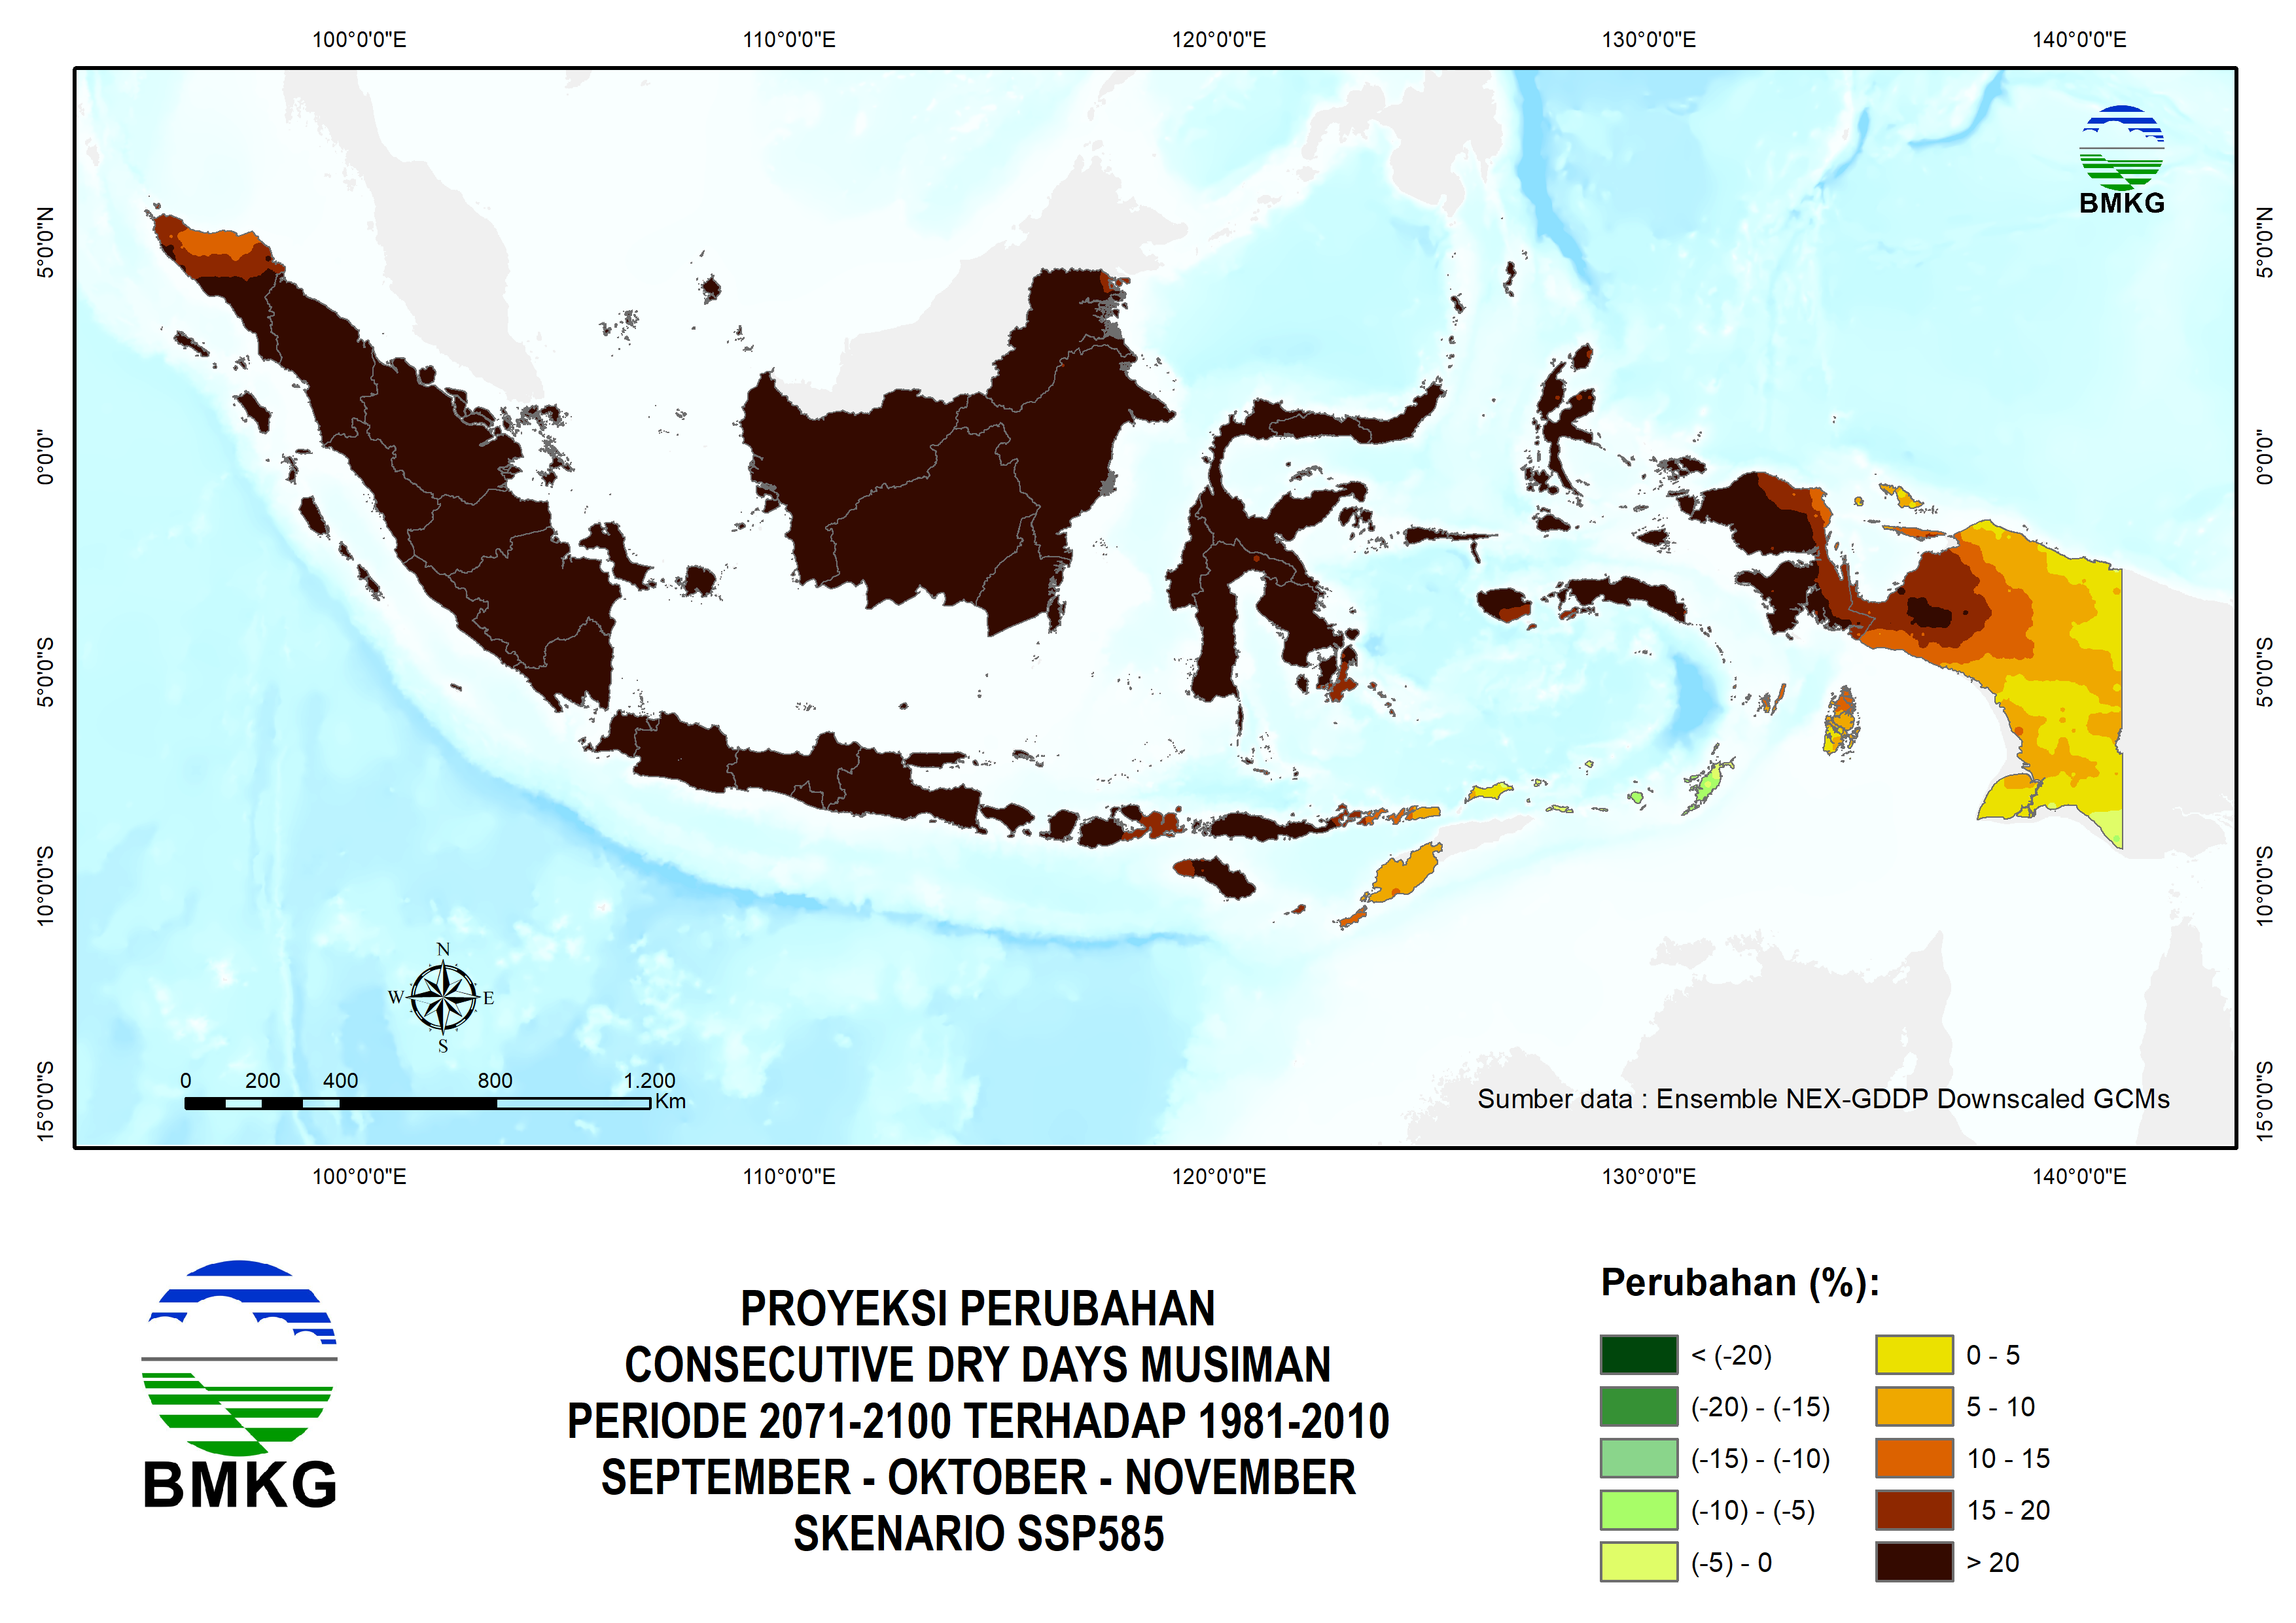 100°0'0"E 110°0'0"E 120°0'0"E 130°0'0"E 140°0'0"E
BMKG
5°0'0"N 5°0'0"N
0°0'0" 0°0'0"
5°0'0"S 5°0'0"S
10°0'0"S 10°0'0"S
15°0'0"S 15°0'0"S
N
W E
S
0 200 400 800 1.200
Km
Sumber data : Ensemble NEX-GDDP Downscaled GCMs
100°0'0"E 110°0'0"E 120°0'0"E 130°0'0"E 140°0'0"E
BMKG
PROYEKSI PERUBAHAN
CONSECUTIVE DRY DAYS MUSIMAN
PERIODE 2071-2100 TERHADAP 1981-2010
SEPTEMBER - OKTOBER - NOVEMBER
SKENARIO SSP585
Perubahan (%):
< (-20)
(-20) - (-15)
(-15) - (-10)
(-10) - (-5)
(-5) - 0
0 - 5
5 - 10
10 - 15
15 - 20
> 20